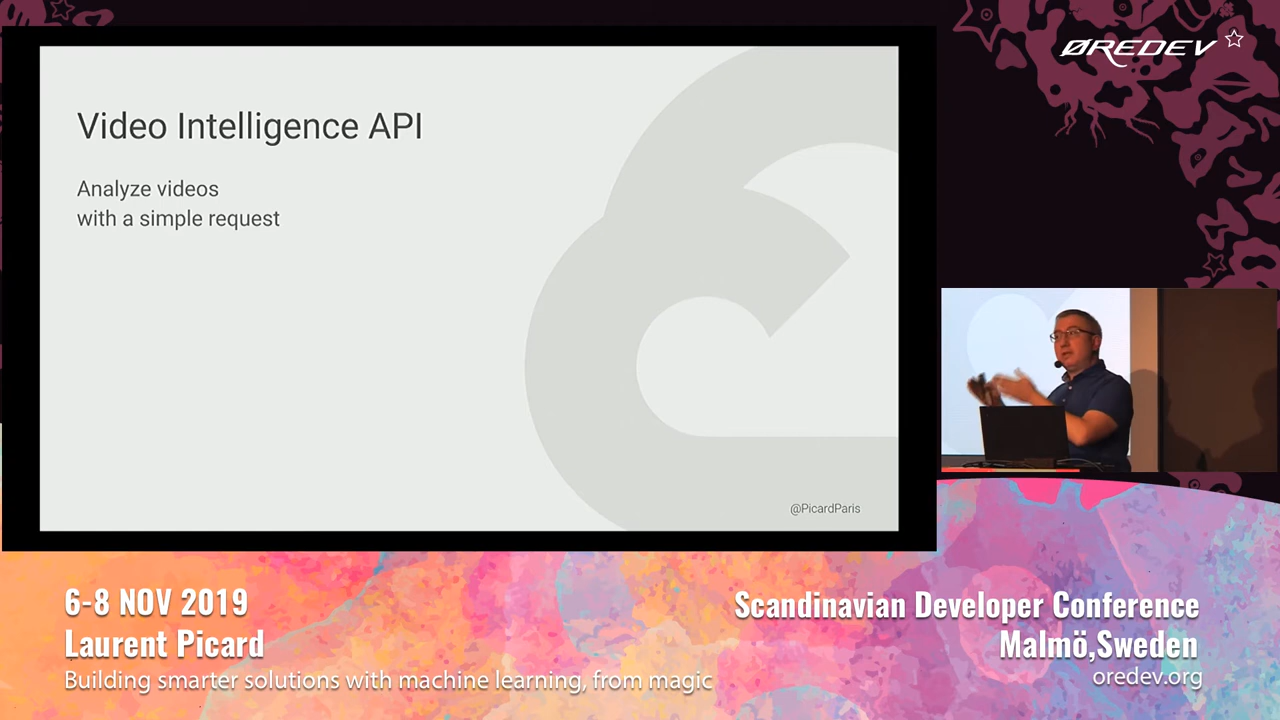 ØREDEV
Video Intelligence API
Analyze videos
with a simple request
@PicardParis
6-8 NOV 2019
Laurent Picard
Building smarter solutions with machine learning, from magic
Scandinavian Developer Conference
Malmö,Sweden
oredev.org